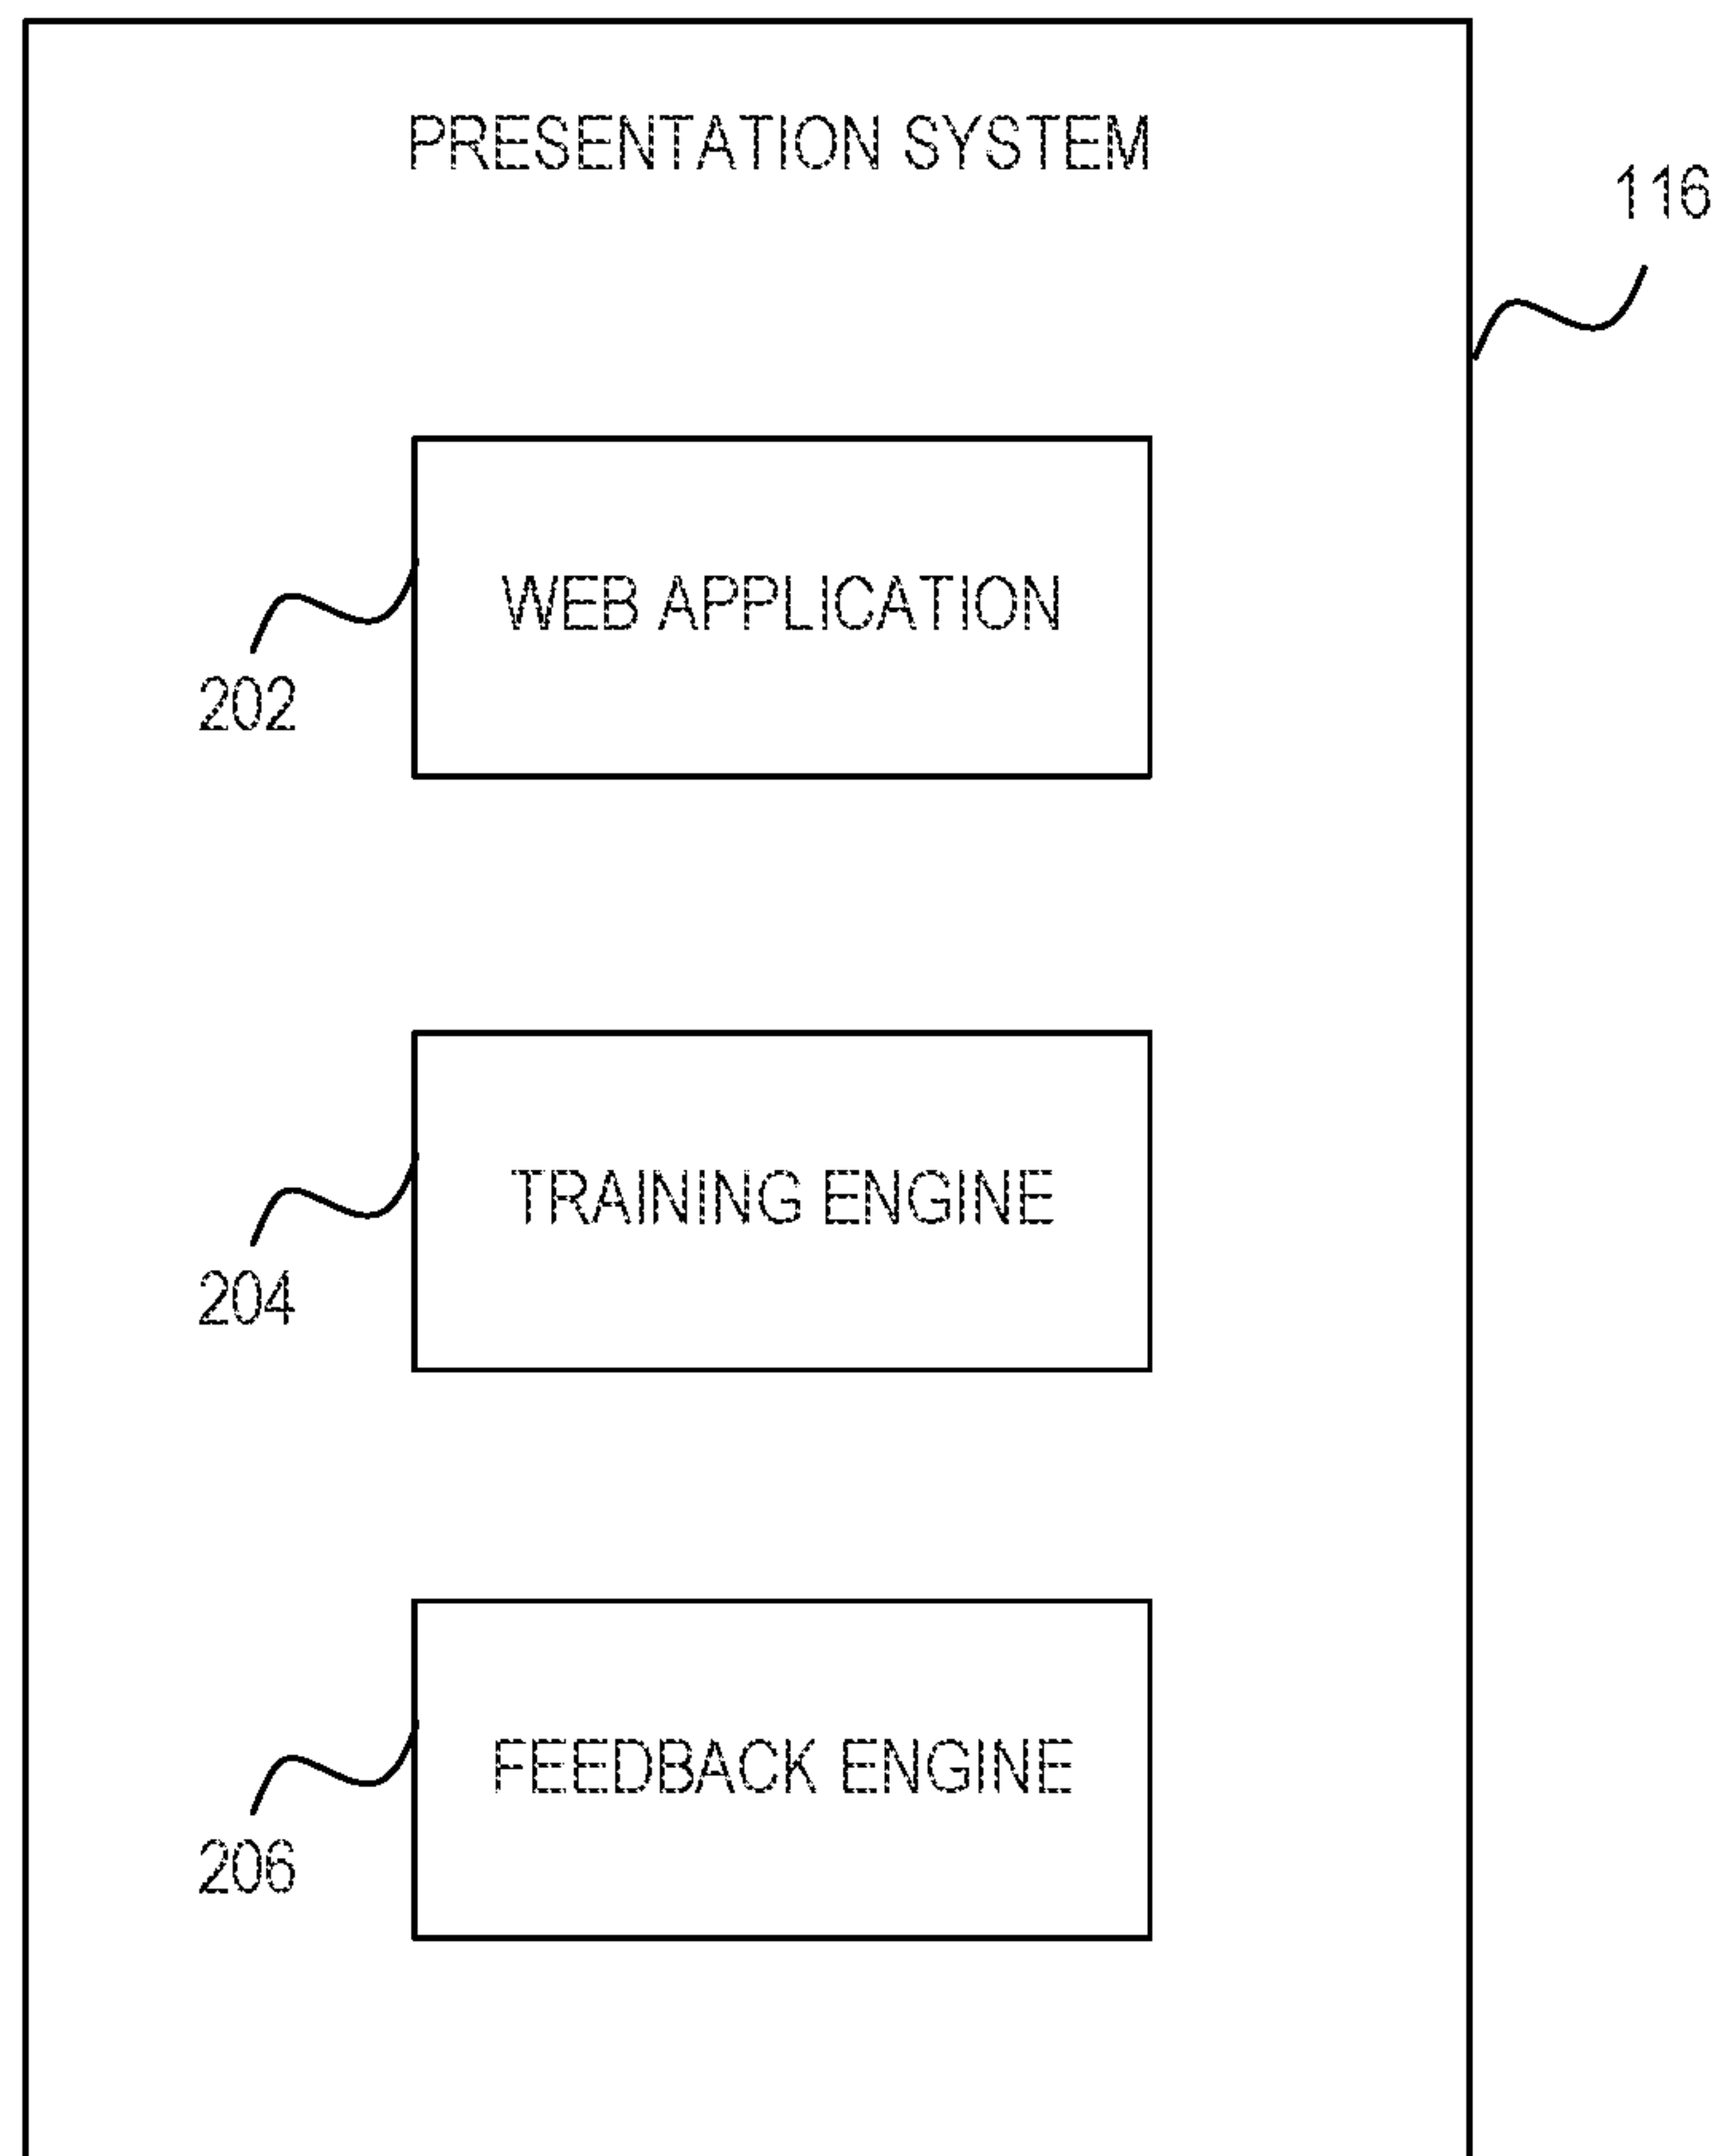 PRESENTATION SYSTEM
116
WEB APPLICATION
202
TRAINING ENGINE
204
FEEDBACK ENGINE
206